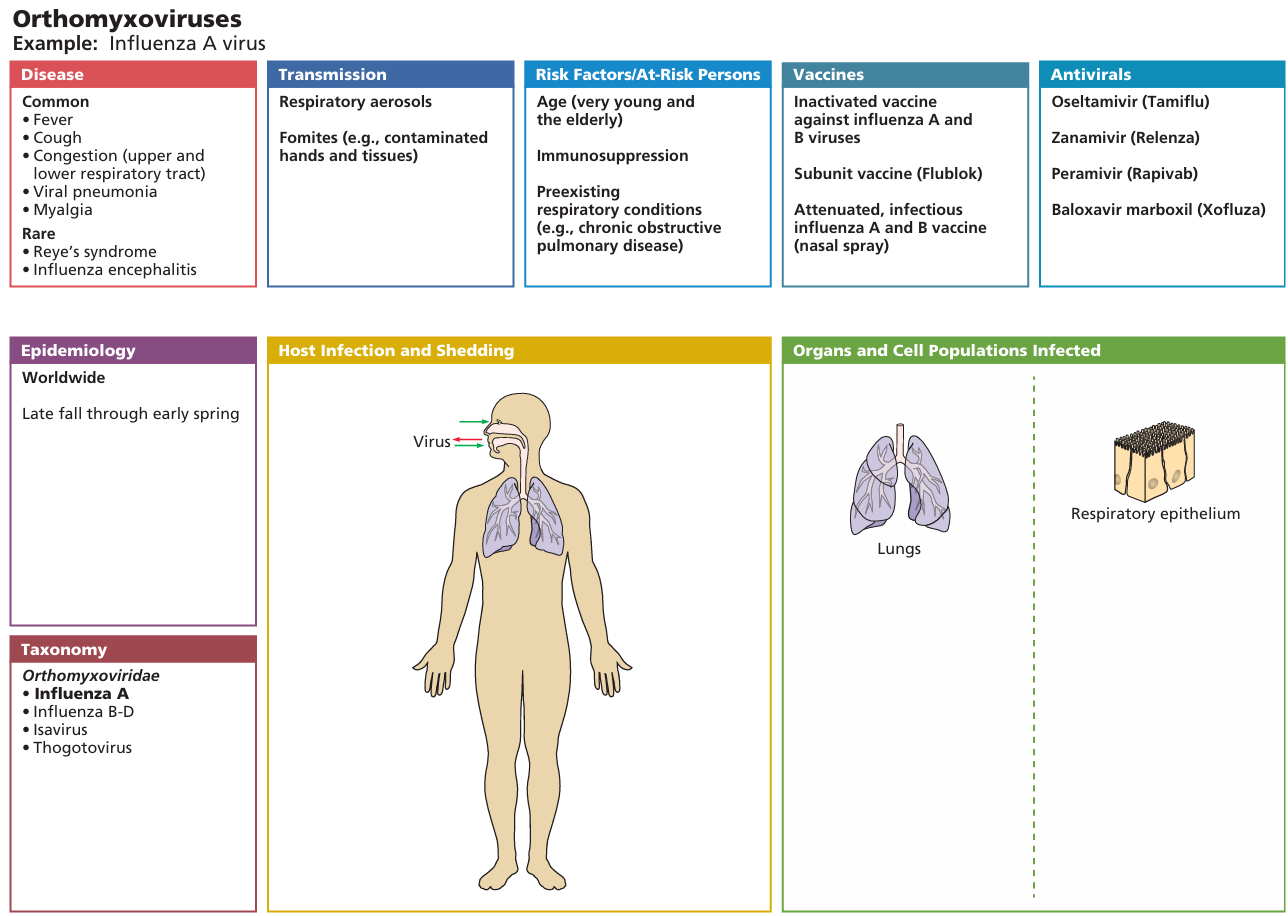 Orthomyxoviruses
Example: Influenza A virus
Disease
Common
• Fever
• Cough
• Congestion (upper and
lower respiratory tract)
• Viral pneumonia
• Myalgia
Rare
• Reye's syndrome
• Influenza encephalitis
Transmission
Respiratory aerosols
Fomites (e.g., contaminated
hands and tissues)
Risk Factors/At-Risk Persons
Age (very young and
the elderly)
Immunosuppression
Preexisting
respiratory conditions
(e.g., chronic obstructive
pulmonary disease)
Vaccines
Inactivated vaccine
against influenza A and
B viruses
Subunit vaccine (Flublok)
Attenuated, infectious
influenza A and B vaccine
(nasal spray)
Antivirals
Oseltamivir (Tamiflu)
Zanamivir (Relenza)
Peramivir (Rapivab)
Baloxavir marboxil (Xofluza)
Epidemiology
Worldwide
Late fall through early spring
Taxonomy
Orthomyxoviridae
• Influenza A
• Influenza B-D
• Isavirus
• Thogotovirus
Host Infection and Shedding
Virus
Organs and Cell Populations Infected
Lungs
Respiratory epithelium